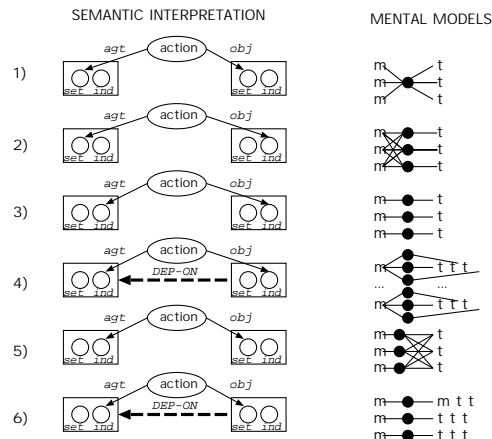 SEMANTIC INTERPRETATION
MENTAL MODELS
1)
agt action obj
set ind set ind
m t
m t
m t
2)
agt action obj
set ind set ind
m t
m t
m t
3)
agt action obj
set ind set ind
m t
m t
m t
4)
agt action obj
DEP-ON
set ind set ind
m t t t
... ...
m t t t
5)
agt action obj
set ind set ind
m t
m t
m t
6)
agt action obj
DEP-ON
set ind set ind
m m t t
m t t t
m t t t